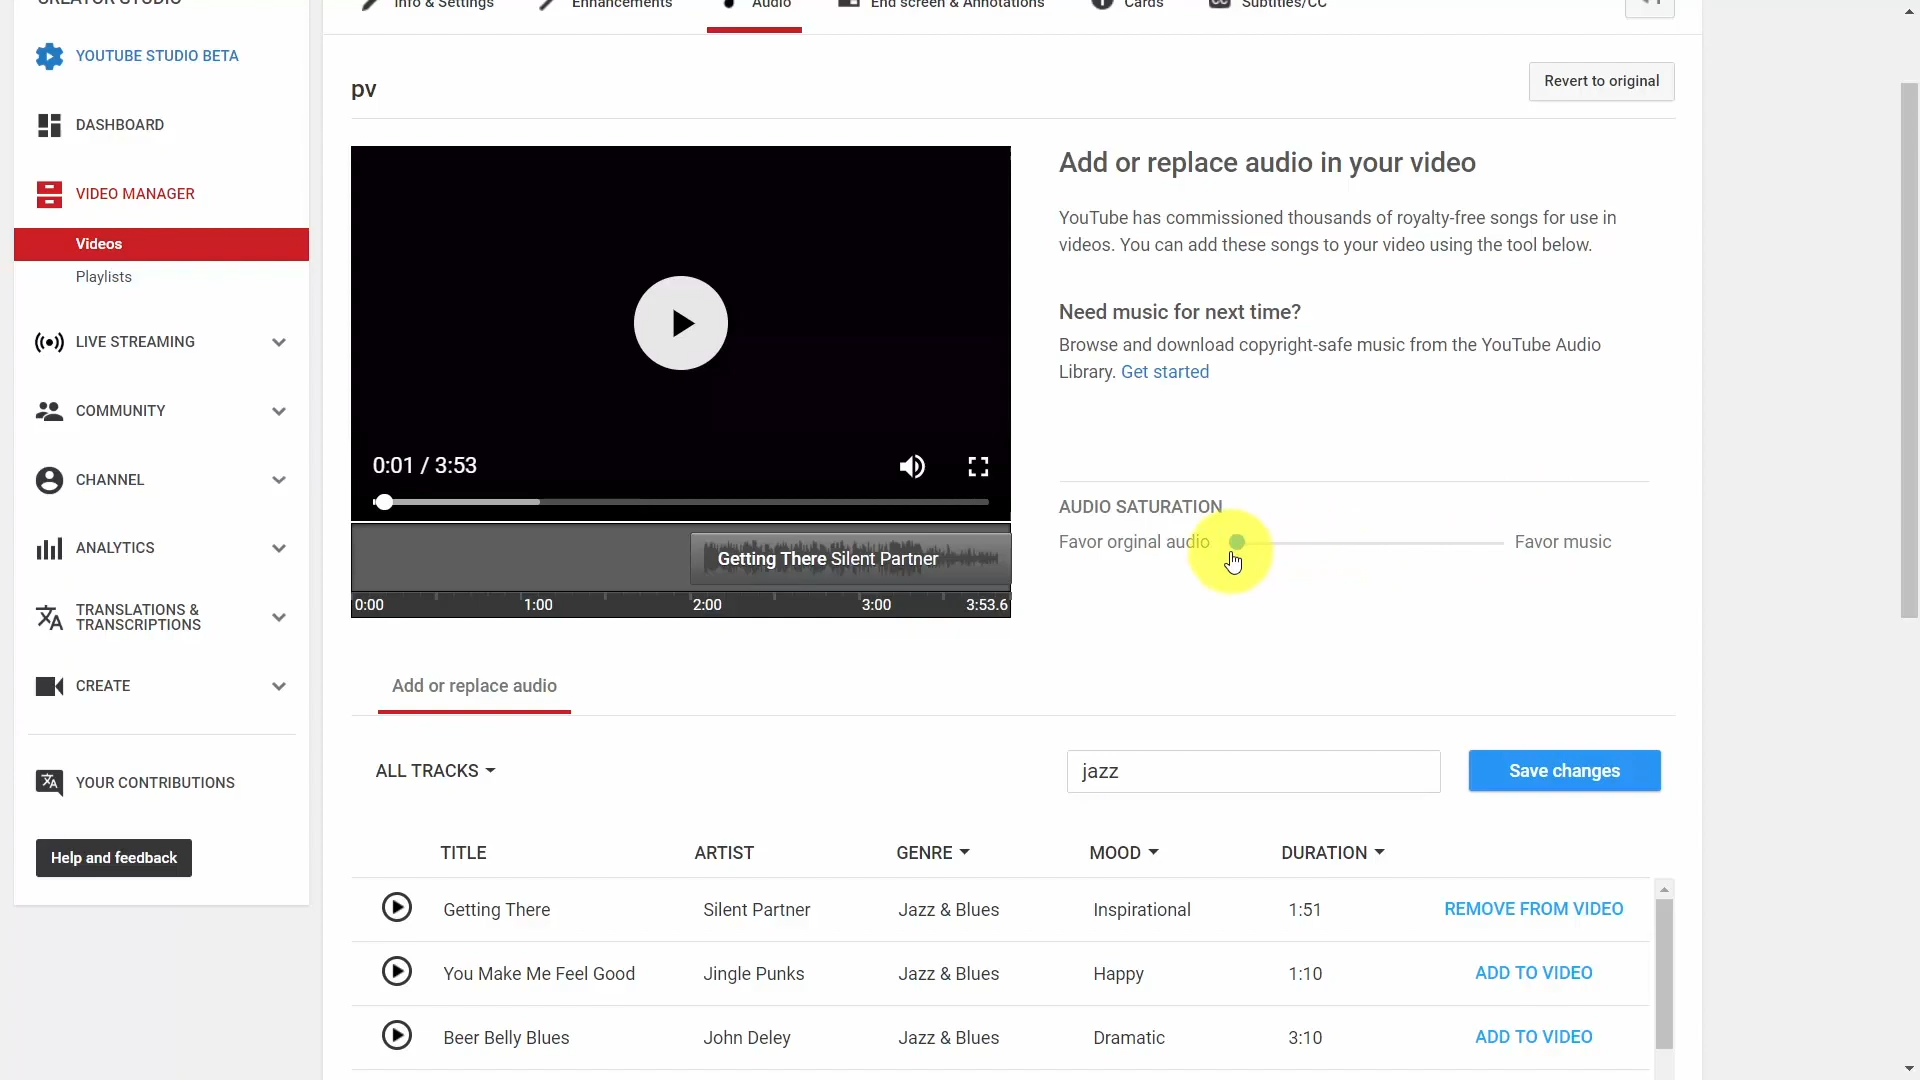 CREATOR STUDIO
YOUTUBE STUDIO BETA
DASHBOARD
VIDEO MANAGER
Videos
Playlists
LIVE STREAMING
COMMUNITY
CHANNEL
ANALYTICS
TRANSLATIONS &
TRANSCRIPTIONS
CREATE
YOUR CONTRIBUTIONS
Help and feedback
Info & Settings Enhancements Audio End screen & Annotations Cards CC Subtitles/CC
pv
Revert to original
0:01 / 3:53
Getting There Silent Partner
0:00 1:00 2:00 3:00 3:53.6
Add or replace audio in your video
YouTube has commissioned thousands of royalty-free songs for use in
videos. You can add these songs to your video using the tool below.
Need music for next time?
Browse and download copyright-safe music from the YouTube Audio
Library. Get started
AUDIO SATURATION
Favor orginal audio Favor music
Add or replace audio
ALL TRACKS jazz Save changes
TITLE ARTIST GENRE MOOD DURATION
Getting There Silent Partner Jazz & Blues Inspirational 1:51 REMOVE FROM VIDEO
You Make Me Feel Good Jingle Punks Jazz & Blues Happy 1:10 ADD TO VIDEO
Beer Belly Blues John Deley Jazz & Blues Dramatic 3:10 ADD TO VIDEO